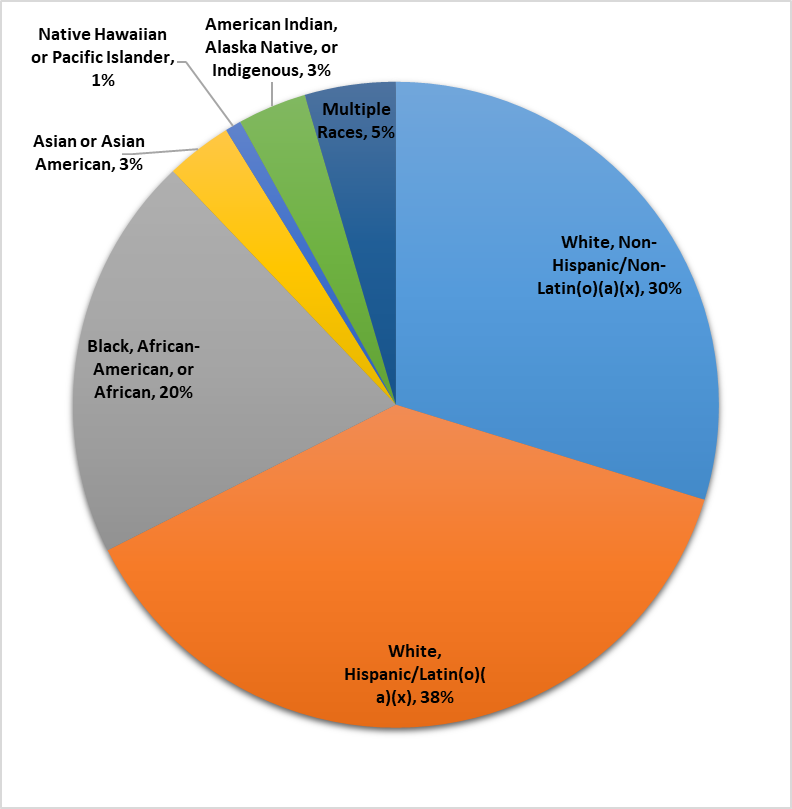 Native Hawaiian
or Pacific Islander,
1%
American Indian,
Alaska Native, or
Indigenous, 3%
Multiple
Races, 5%
Asian or Asian
American, 3%
White, Non-
Hispanic/Non-
Latin(o)(a)(x), 30%
Black, African-
American, or
African, 20%
White,
Hispanic/Latin(o)(
a)(x), 38%